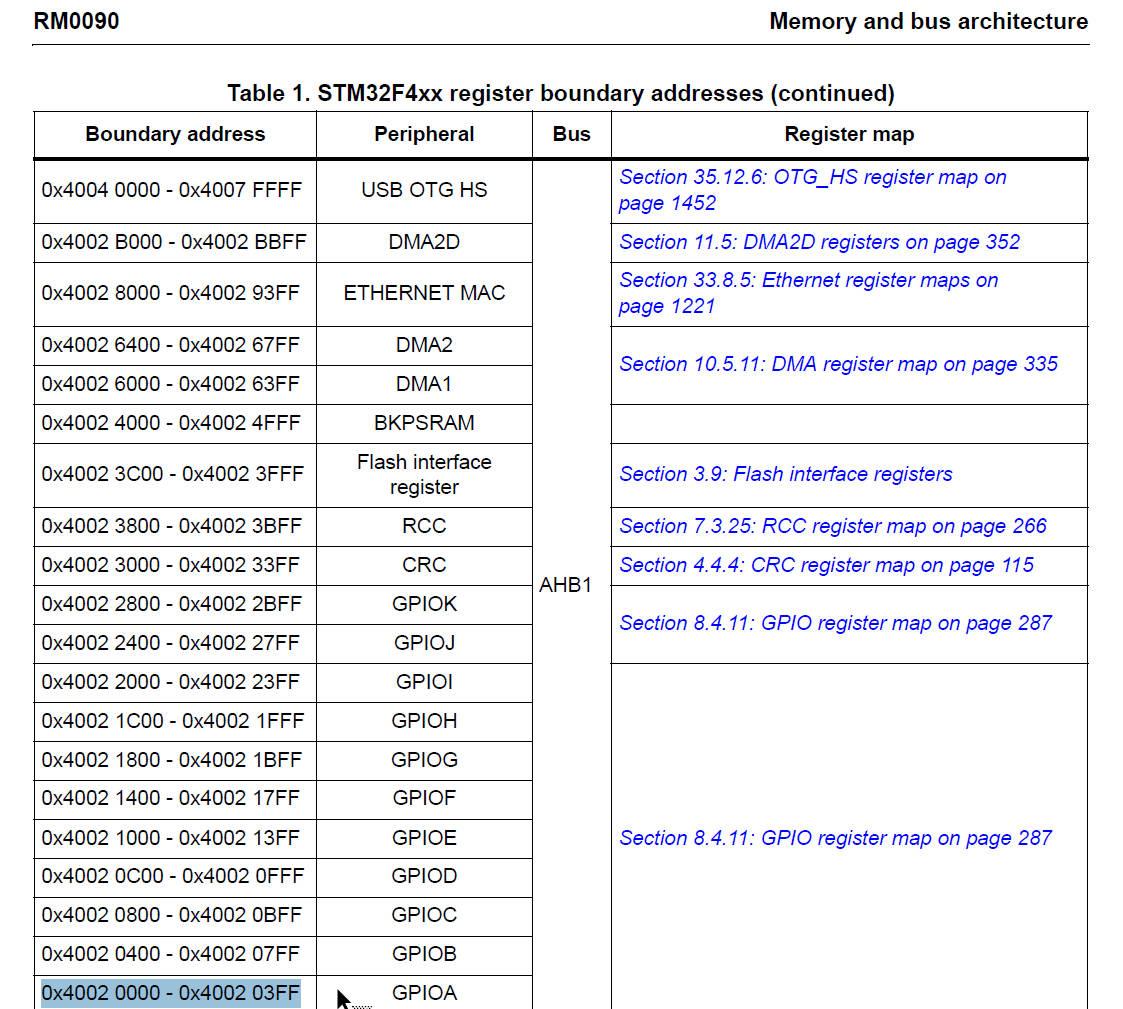 RM0090 Memory and bus architecture
Table 1. STM32F4xx register boundary addresses (continued)
Boundary address Peripheral Bus Register map
0x4004 0000 - 0x4007 FFFF USB OTG HS Section 35.12.6: OTG_HS register map on
page 1452
0x4002 B000 - 0x4002 BBFF DMA2D Section 11.5: DMA2D registers on page 352
0x4002 8000 - 0x4002 93FF ETHERNET MAC Section 33.8.5: Ethernet register maps on
page 1221
0x4002 6400 - 0x4002 67FF DMA2
Section 10.5.11: DMA register map on page 335
0x4002 6000 - 0x4002 63FF DMA1
0x4002 4000 - 0x4002 4FFF BKPSRAM
0x4002 3C00 - 0x4002 3FFF Flash interface
register Section 3.9: Flash interface registers
0x4002 3800 - 0x4002 3BFF RCC Section 7.3.25: RCC register map on page 266
0x4002 3000 - 0x4002 33FF CRC Section 4.4.4: CRC register map on page 115
AHB1
0x4002 2800 - 0x4002 2BFF GPIOK
Section 8.4.11: GPIO register map on page 287
0x4002 2400 - 0x4002 27FF GPIOJ
0x4002 2000 - 0x4002 23FF GPIOI
0x4002 1C00 - 0x4002 1FFF GPIOH
0x4002 1800 - 0x4002 1BFF GPIOG
0x4002 1400 - 0x4002 17FF GPIOF
0x4002 1000 - 0x4002 13FF GPIOE Section 8.4.11: GPIO register map on page 287
0x4002 0C00 - 0x4002 0FFF GPIOD
0x4002 0800 - 0x4002 0BFF GPIOC
0x4002 0400 - 0x4002 07FF GPIOB
0x4002 0000 - 0x4002 03FF GPIOA